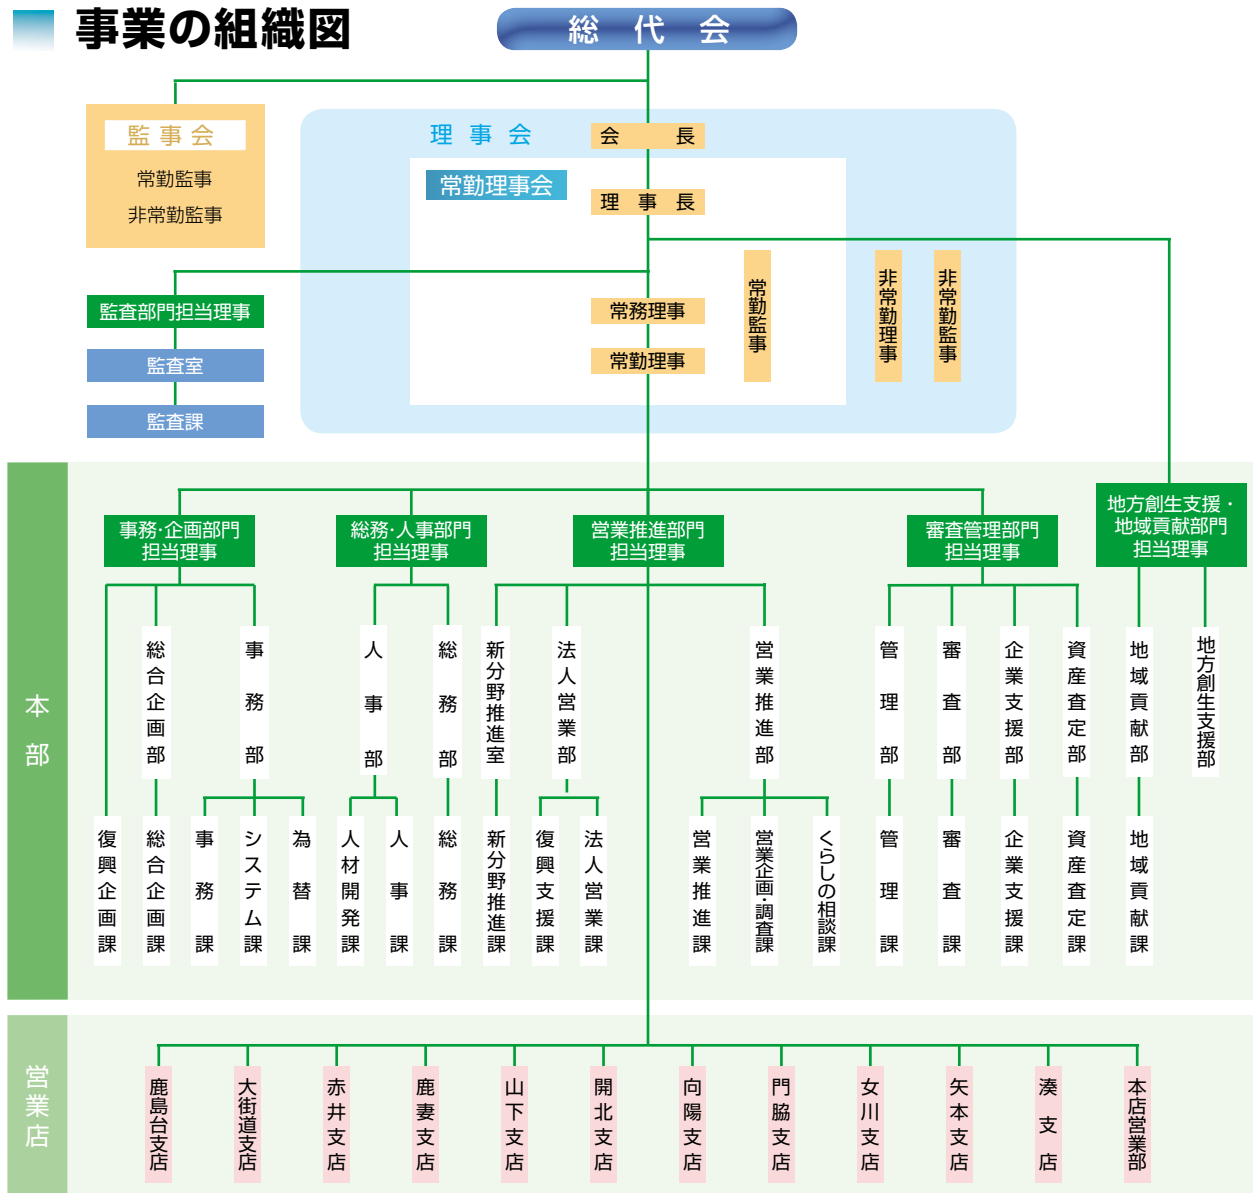 事業の組織図
総代会
監事会
常勤監事
非常勤監事
理事会
会長
常勤理事会
理事長
常務理事
常勤理事
常勤監事
非常勤理事
非常勤監事
監査部門担当理事
監査室
監査課
本部
事務・企画部門
担当理事
総務・人事部門
担当理事
営業推進部門
担当理事
審査管理部門
担当理事
地方創生支援・
地域貢献部門
担当理事
総合企画部
事務部
人事部
総務部
新分野推進室
法人営業部
営業推進部
管理部
審査部
企業支援部
資産査定部
地域貢献部
地方創生支援部
復興企画課
総合企画課
事務課
システム課
為替課
人材開発課
人事課
総務課
新分野推進課
復興支援課
法人営業課
営業推進課
営業企画・調査課
くらしの相談課
管理課
審査課
企業支援課
資産査定課
地域貢献課
営業店
鹿島台支店
大街道支店
赤井支店
鹿妻支店
山下支店
開北支店
向陽支店
門脇支店
女川支店
矢本支店
湊支店
本店営業部